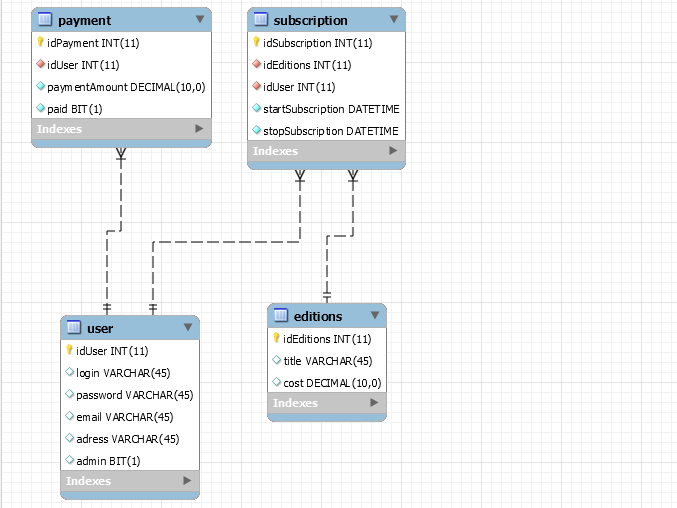 payment
idPayment INT(11)
idUser INT(11)
paymentAmount DECIMAL(10,0)
paid BIT(1)
Indexes
subscription
idSubscription INT(11)
idEditions INT(11)
idUser INT(11)
startSubscription DATETIME
stopSubscription DATETIME
Indexes
user
idUser INT(11)
login VARCHAR(45)
password VARCHAR(45)
email VARCHAR(45)
adress VARCHAR(45)
admin BIT(1)
Indexes
editions
idEditions INT(11)
title VARCHAR(45)
cost DECIMAL(10,0)
Indexes